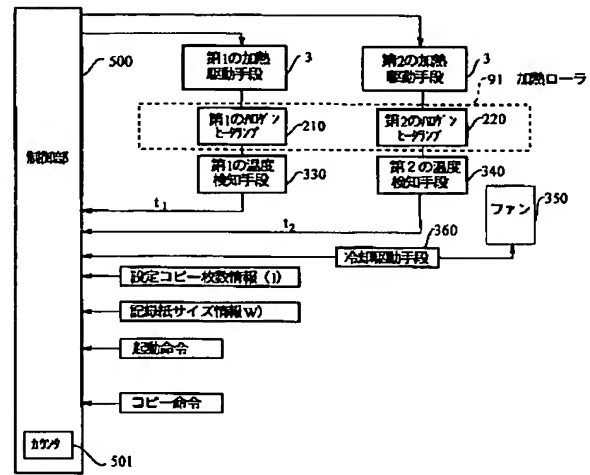 500
制御部
第1の加熱
駆動手段
3
第2の加熱
駆動手段
3
91 加熱ローラ
第1のハロゲン
ヒータランプ
210
第2のハロゲン
ヒータランプ
220
第1の温度
検知手段
330
第2の温度
検知手段
340
t1
t2
ファン
350
360
冷却駆動手段
設定コピー枚数情報（I）
記録紙サイズ情報W）
起動命令
コピー命令
カウンタ
501